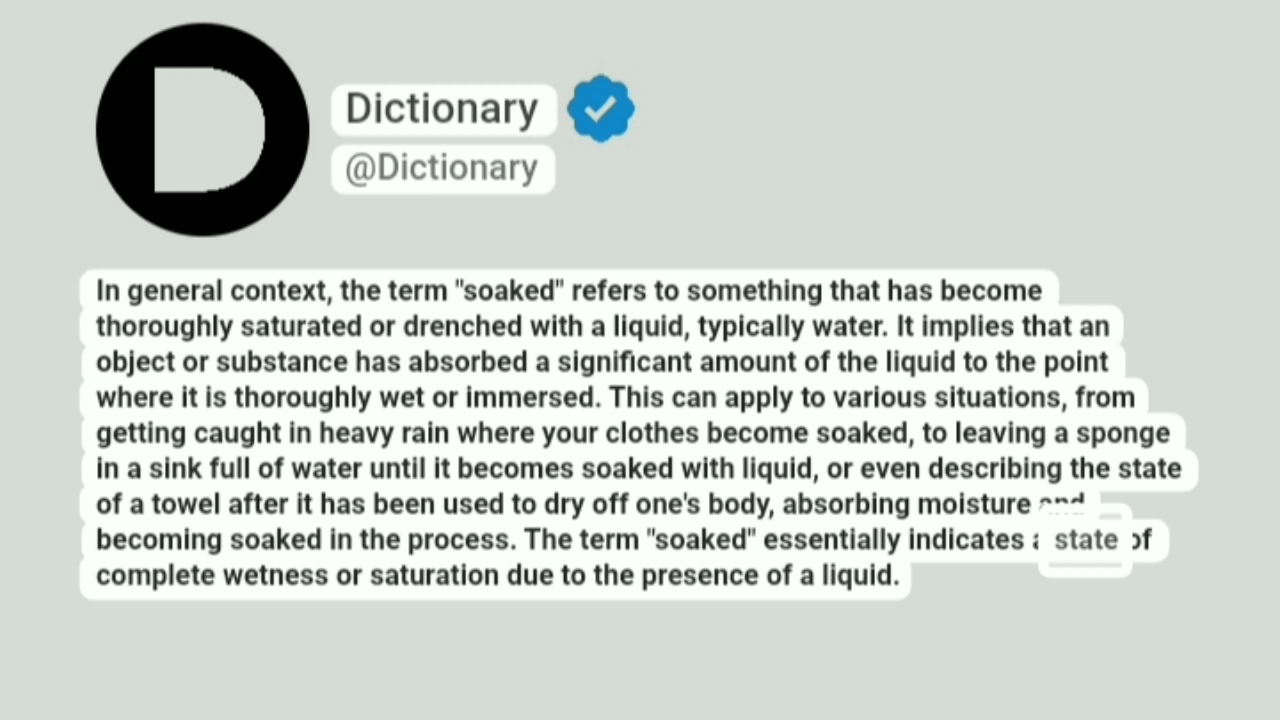 D
Dictionary
@Dictionary
In general context, the term "soaked" refers to something that has become
thoroughly saturated or drenched with a liquid, typically water. It implies that an
object or substance has absorbed a significant amount of the liquid to the point
where it is thoroughly wet or immersed. This can apply to various situations, from
getting caught in heavy rain where your clothes become soaked, to leaving a sponge
in a sink full of water until it becomes soaked with liquid, or even describing the state
of a towel after it has been used to dry off one's body, absorbing moisture and
becoming soaked in the process. The term "soaked" essentially indicates a state of
complete wetness or saturation due to the presence of a liquid.